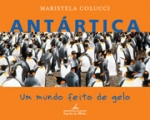 MARISTELA COLUCCI
ANTÁRTICA
Um mundo feito de gelo